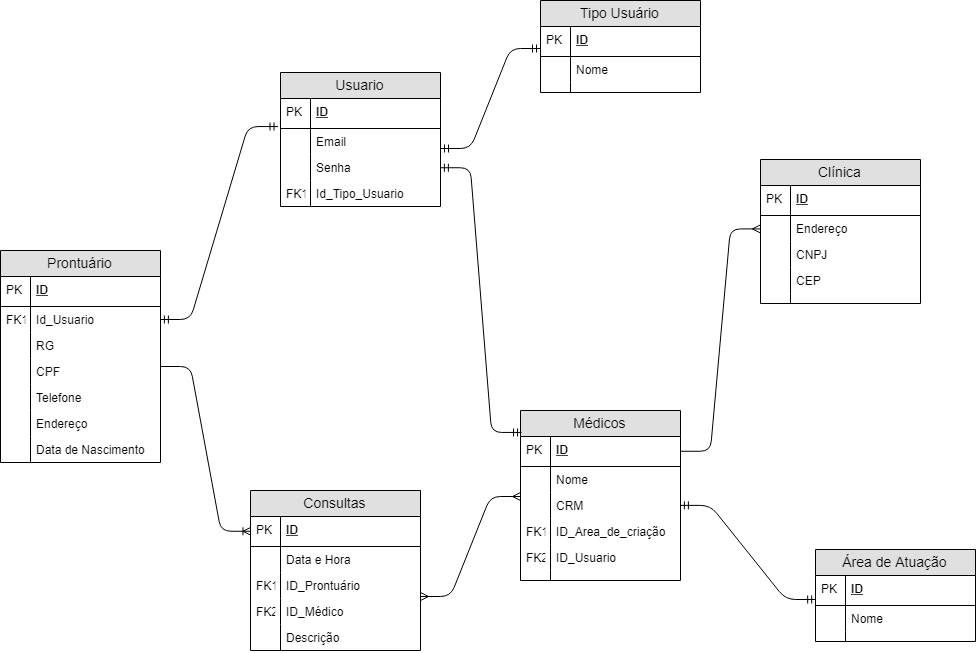 Tipo Usuário
PK ID
Nome
Usuario
PK ID
Email
Senha
FK1 Id_Tipo_Usuario
Clínica
PK ID
Endereço
CNPJ
CEP
Prontuário
PK ID
FK1 Id_Usuario
RG
CPF
Telefone
Endereço
Data de Nascimento
Médicos
PK ID
Nome
CRM
FK1 ID_Area_de_criação
FK2 ID_Usuario
Consultas
PK ID
Data e Hora
FK1 ID_Prontuário
FK2 ID_Médico
Descrição
Área de Atuação
PK ID
Nome